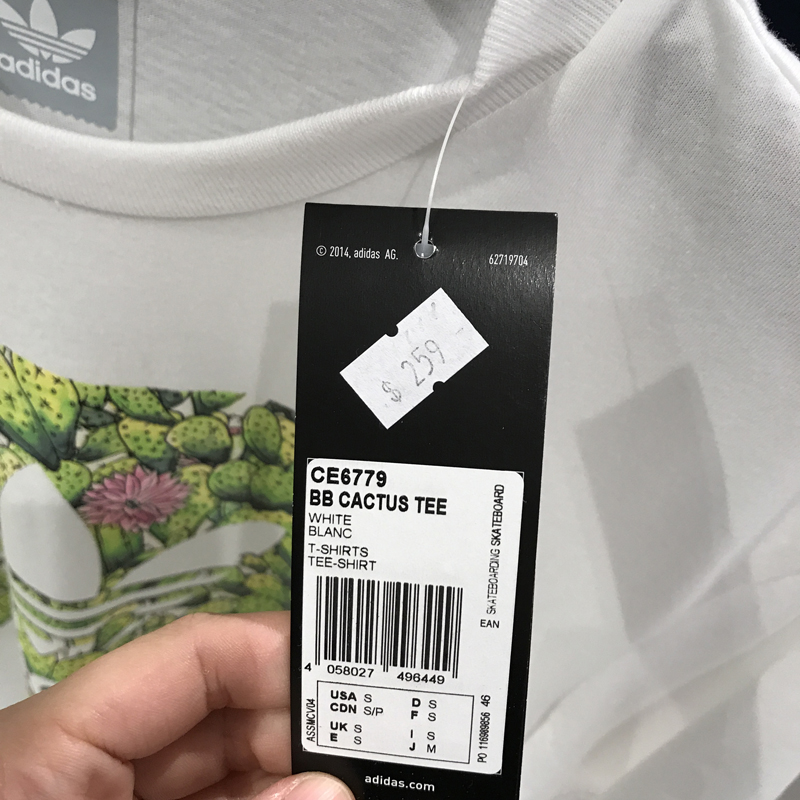 adidas
© 2014, adidas AG.
62719704
$ 259
CE6779
BB CACTUS TEE
WHITE
BLANC
T-SHIRTS
TEE-SHIRT
SKATEBOARDING SKATEBOARD
EAN
4 058027 496449
ASSMCV04
USA S D S
CDN S/P F S
UK S I S
E S J M
PO 116989856 46
adidas.com